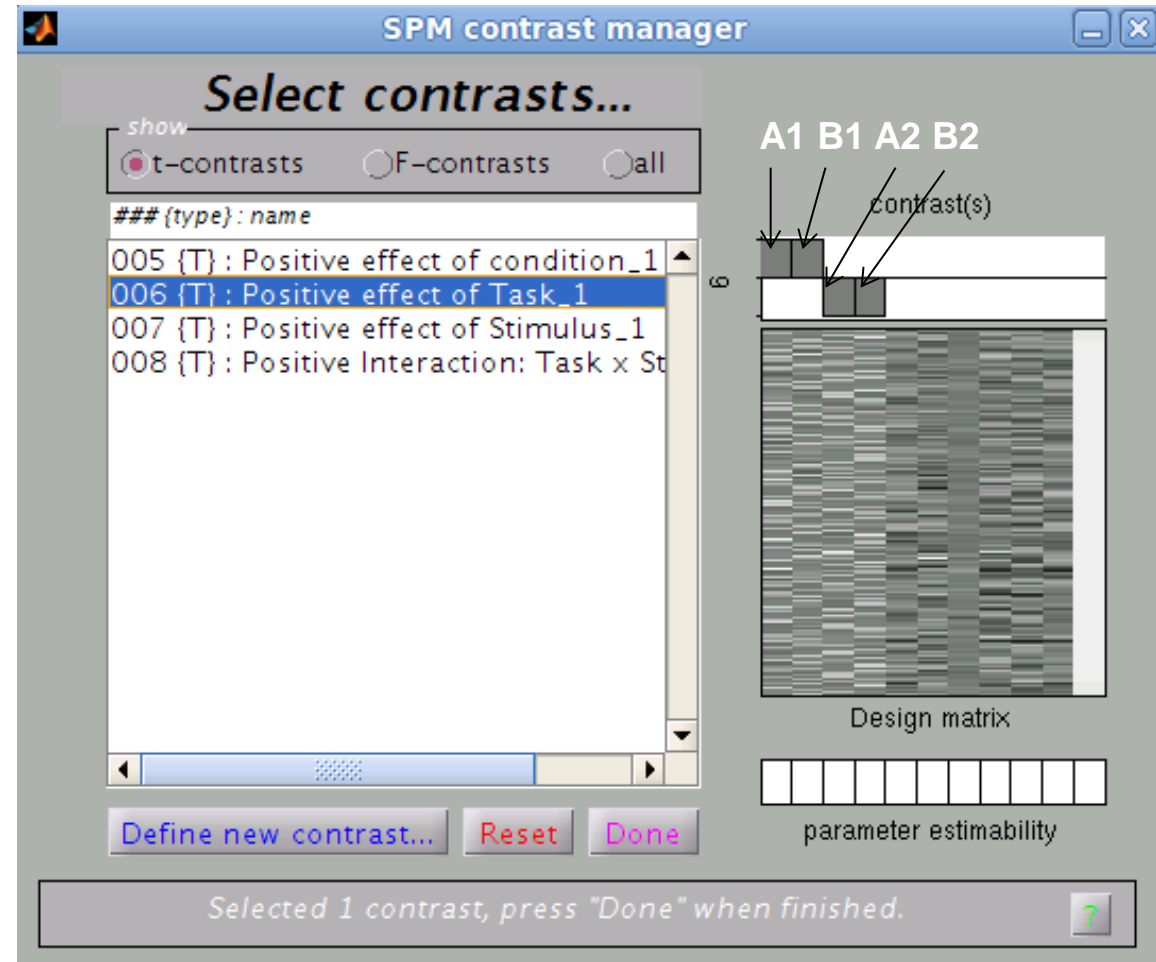 SPM contrast manager
Select contrasts...
show
t-contrasts F-contrasts all
### {type} : name
005 {T} : Positive effect of condition_1
006 {T} : Positive effect of Task_1
007 {T} : Positive effect of Stimulus_1
008 {T} : Positive Interaction: Task x St
Define new contrast... Reset Done
A1 B1 A2 B2
contrast(s)
6
Design matrix
parameter estimability
Selected 1 contrast, press "Done" when finished.
?